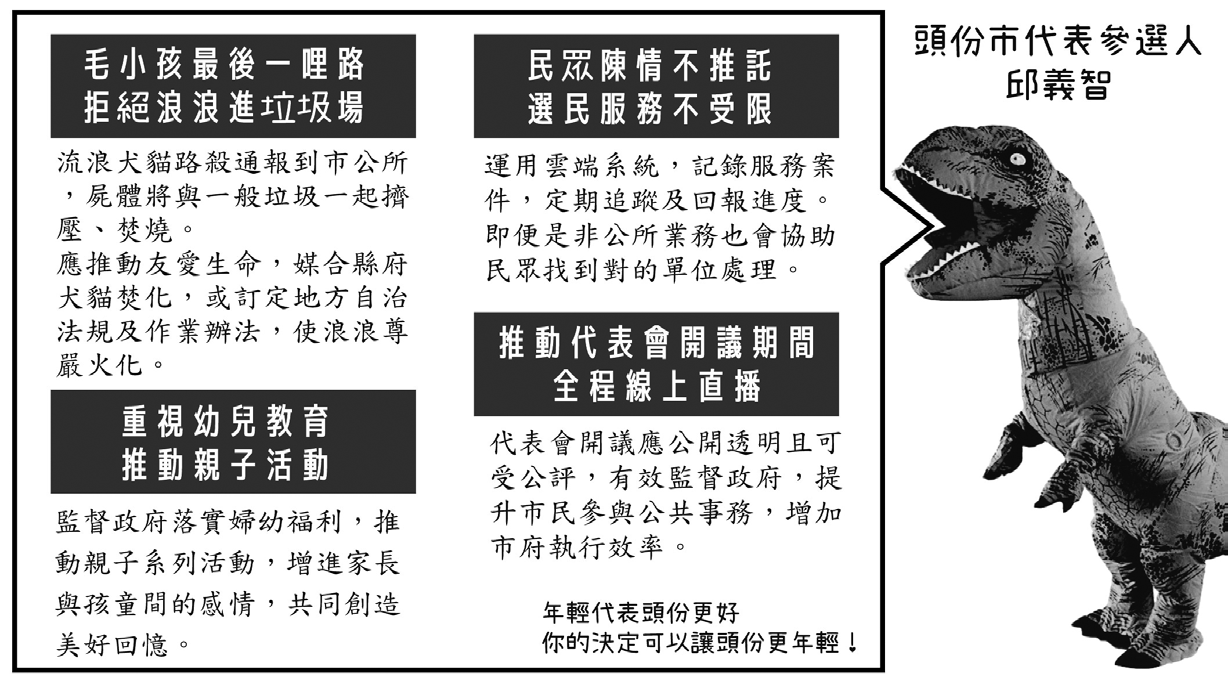 頭份市代表參選人
邱義智
毛小孩最後一哩路
拒絕浪浪進垃圾場
流浪犬貓路殺通報到市公所
，屍體將與一般垃圾一起擠
壓、焚燒。
應推動友愛生命，媒合縣府
犬貓焚化，或訂定地方自治
法規及作業辦法，使浪浪尊
嚴火化。
重視幼兒教育
推動親子活動
監督政府落實婦幼福利，推
動親子系列活動，增進家長
與孩童間的感情，共同創造
美好回憶。
民眾陳情不推託
選民服務不受限
運用雲端系統，記錄服務案
件，定期追蹤及回報進度。
即便是非公所業務也會協助
民眾找到對的單位處理。
推動代表會開議期間
全程線上直播
代表會開議應公開透明且可
受公評，有效監督政府，提
升市民參與公共事務，增加
市府執行效率。
年輕代表頭份更好
你的決定可以讓頭份更年輕！